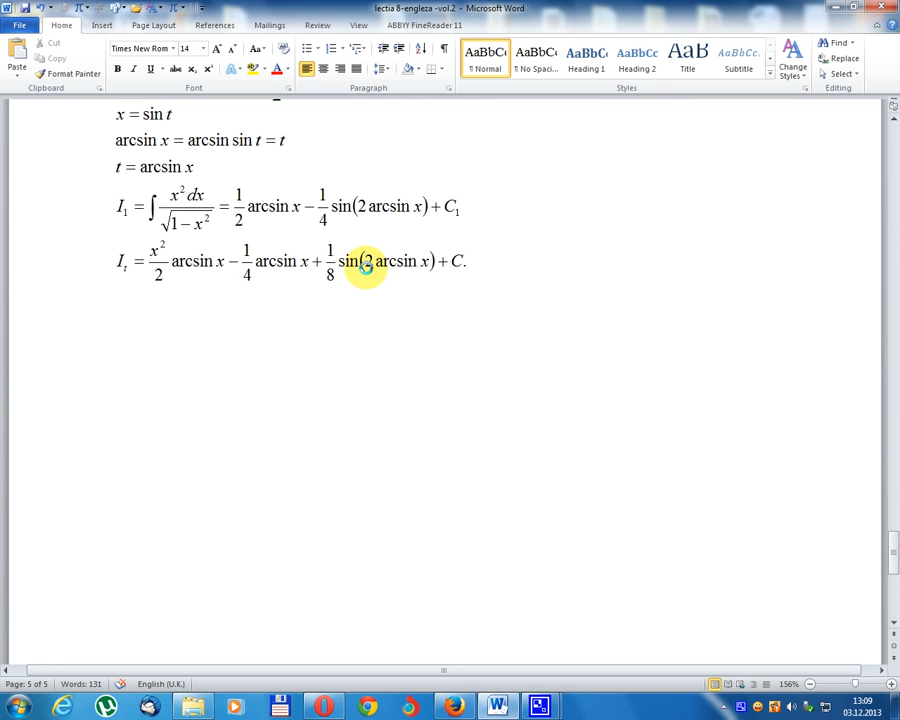 lectia 8-engleza -vol.2 - Microsoft Word
File Home Insert Page Layout References Mailings Review View ABBYY FineReader 11
Paste Cut Copy Format Painter Clipboard
Times New Rom 14 Aa B I U abc x₂ x² A A Font
Paragraph
AaBbCc AaBbCc AaBbCc AaBbCc AaB AaBbCc.
¶ Normal ¶ No Spaci... Heading 1 Heading 2 Title Subtitle Change Styles Styles
Find Replace Select Editing
x = sin t
arcsin x = arcsin sin t = t
t = arcsin x
I₁ = ∫ x²dx / √(1 − x²) = 1/2 arcsin x − 1/4 sin(2 arcsin x) + C₁
Iₜ = x²/2 arcsin x − 1/4 arcsin x + 1/8 sin(2 arcsin x) + C.
Page: 5 of 5 Words: 131 English (U.K.) 156%
13:09
03.12.2013